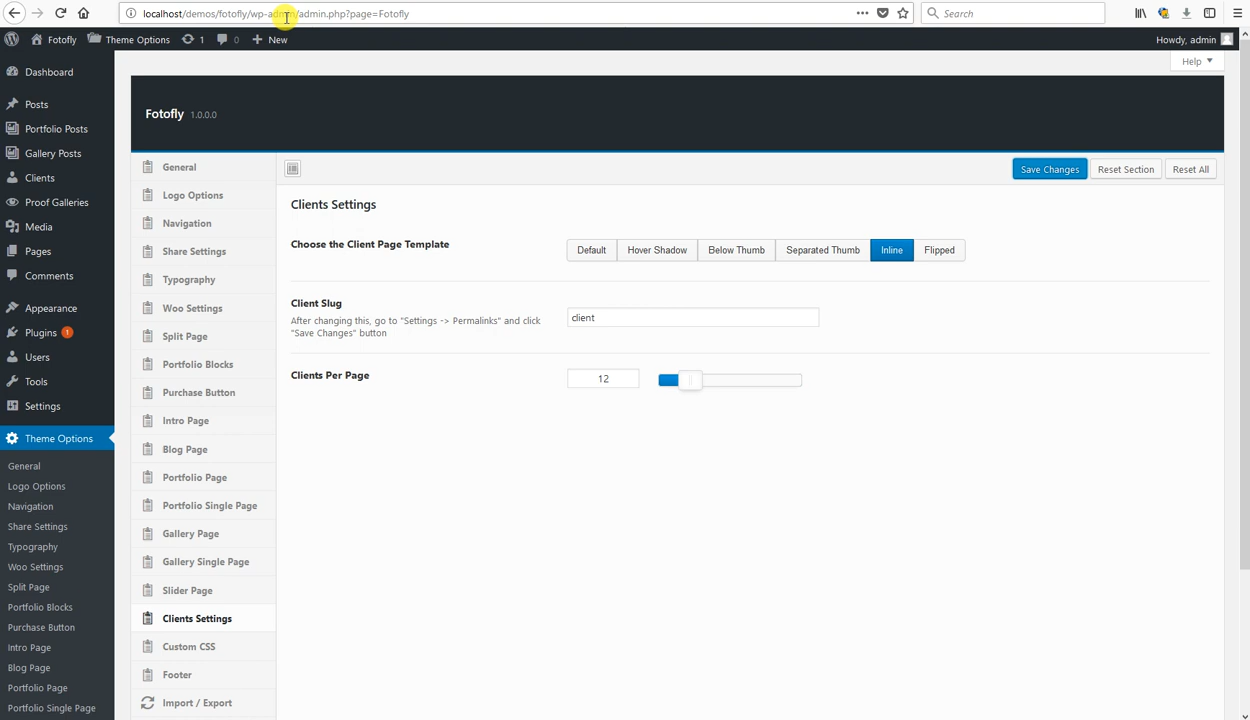 localhost/demos/fotofly/wp-admin/admin.php?page=Fotofly
Search
Fotofly
Theme Options
1
0
New
Howdy, admin
Help
Dashboard
Posts
Portfolio Posts
Gallery Posts
Clients
Proof Galleries
Media
Pages
Comments
Appearance
Plugins 1
Users
Tools
Settings
Theme Options
General
Logo Options
Navigation
Share Settings
Typography
Woo Settings
Split Page
Portfolio Blocks
Purchase Button
Intro Page
Blog Page
Portfolio Page
Portfolio Single Page
Fotofly 1.0.0.0
General
Logo Options
Navigation
Share Settings
Typography
Woo Settings
Split Page
Portfolio Blocks
Purchase Button
Intro Page
Blog Page
Portfolio Page
Portfolio Single Page
Gallery Page
Gallery Single Page
Slider Page
Clients Settings
Custom CSS
Footer
Import / Export
Save Changes
Reset Section
Reset All
Clients Settings
Choose the Client Page Template
Default
Hover Shadow
Below Thumb
Separated Thumb
Inline
Flipped
Client Slug
After changing this, go to "Settings -> Permalinks" and click
"Save Changes" button
client
Clients Per Page
12